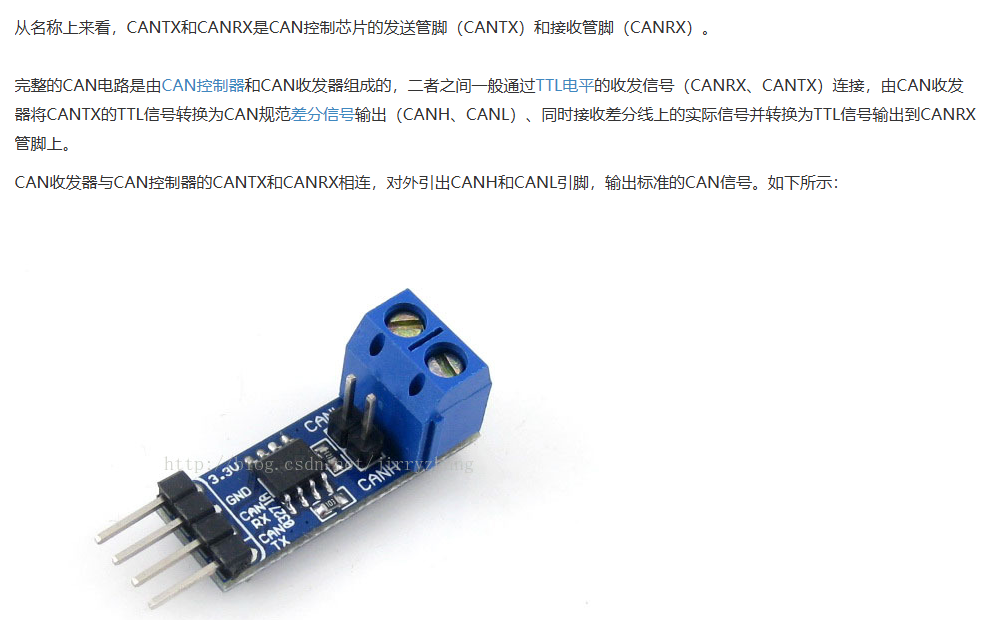 从名称上来看，CANTX和CANRX是CAN控制芯片的发送管脚（CANTX）和接收管脚（CANRX）。
完整的CAN电路是由CAN控制器和CAN收发器组成的，二者之间一般通过TTL电平的收发信号（CANRX、CANTX）连接，由CAN收发
器将CANTX的TTL信号转换为CAN规范差分信号输出（CANH、CANL）、同时接收差分线上的实际信号并转换为TTL信号输出到CANRX
管脚上。
CAN收发器与CAN控制器的CANTX和CANRX相连，对外引出CANH和CANL引脚，输出标准的CAN信号。如下所示：
CANL
http://blog.csdn.net/jixryzhang
3.3V
GND
CAN
RX
CAN
TX
CANH
101